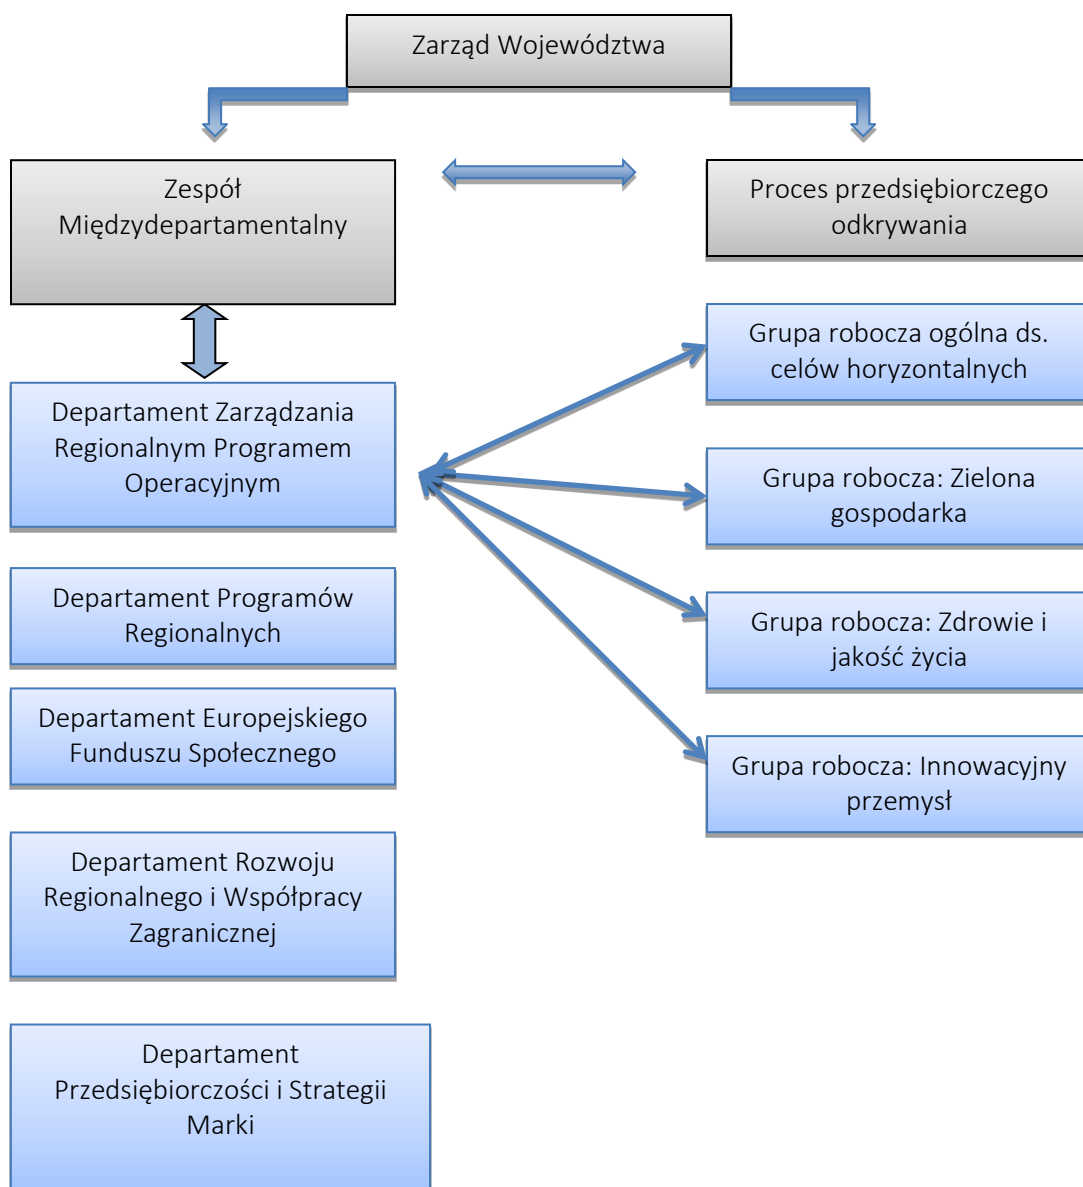 Zarząd Województwa
Zespół
Międzydepartamentalny
Proces przedsiębiorczego
odkrywania
Departament Zarządzania
Regionalnym Programem
Operacyjnym
Departament Programów
Regionalnych
Departament Europejskiego
Funduszu Społecznego
Departament Rozwoju
Regionalnego i Współpracy
Zagranicznej
Departament
Przedsiębiorczości i Strategii
Marki
Grupa robocza ogólna ds.
celów horyzontalnych
Grupa robocza: Zielona
gospodarka
Grupa robocza: Zdrowie i
jakość życia
Grupa robocza: Innowacyjny
przemysł